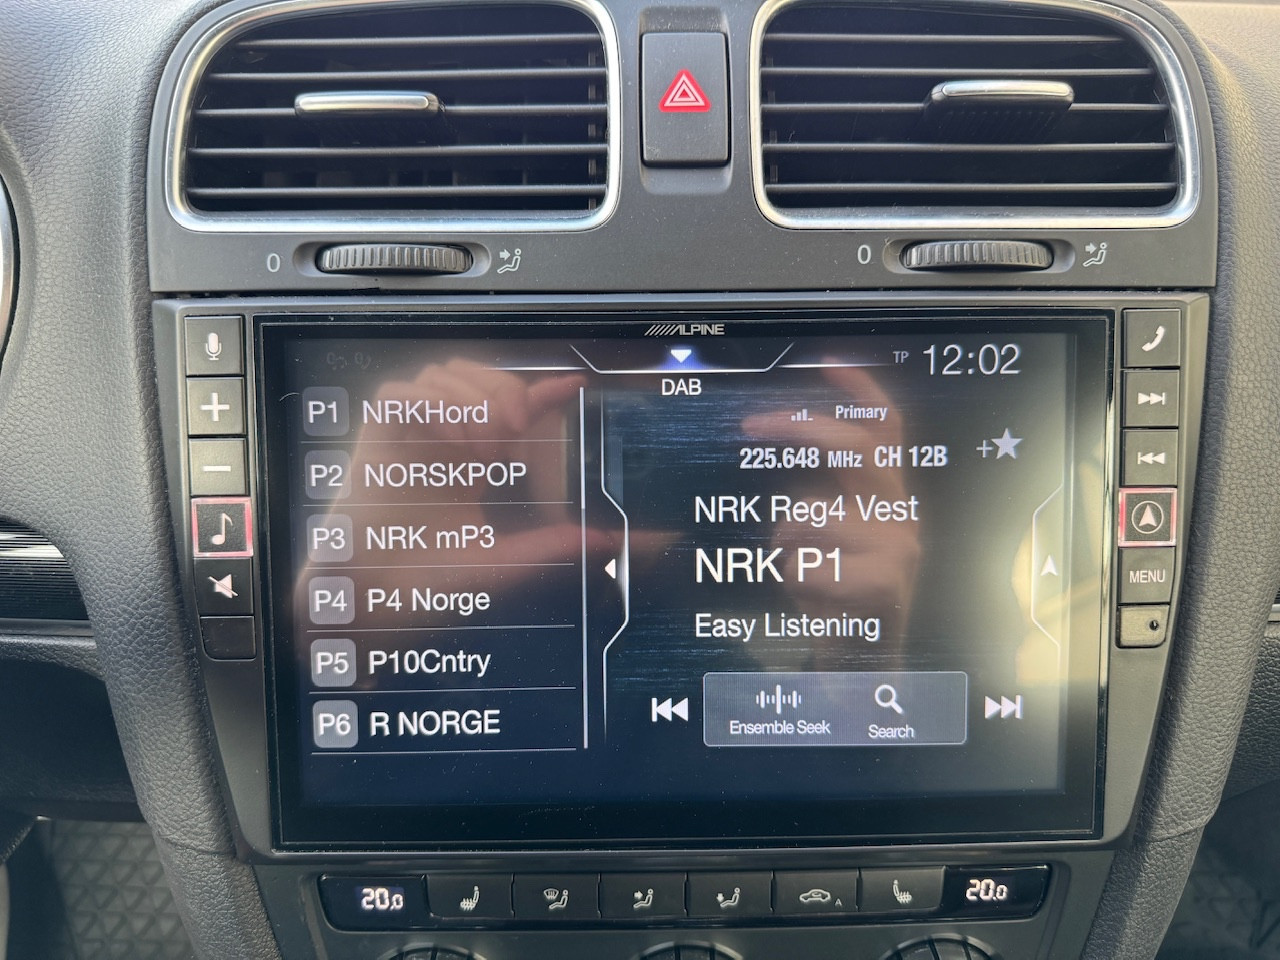 0
0
ALPINE
TP 12:02
DAB
P1 NRKHord
P2 NORSKPOP
P3 NRK mP3
P4 P4 Norge
P5 P10Cntry
P6 R NORGE
Primary
225.648 MHz CH 12B
+★
NRK Reg4 Vest
NRK P1
Easy Listening
Ensemble Seek
Search
MENU
20.0
A
20.0